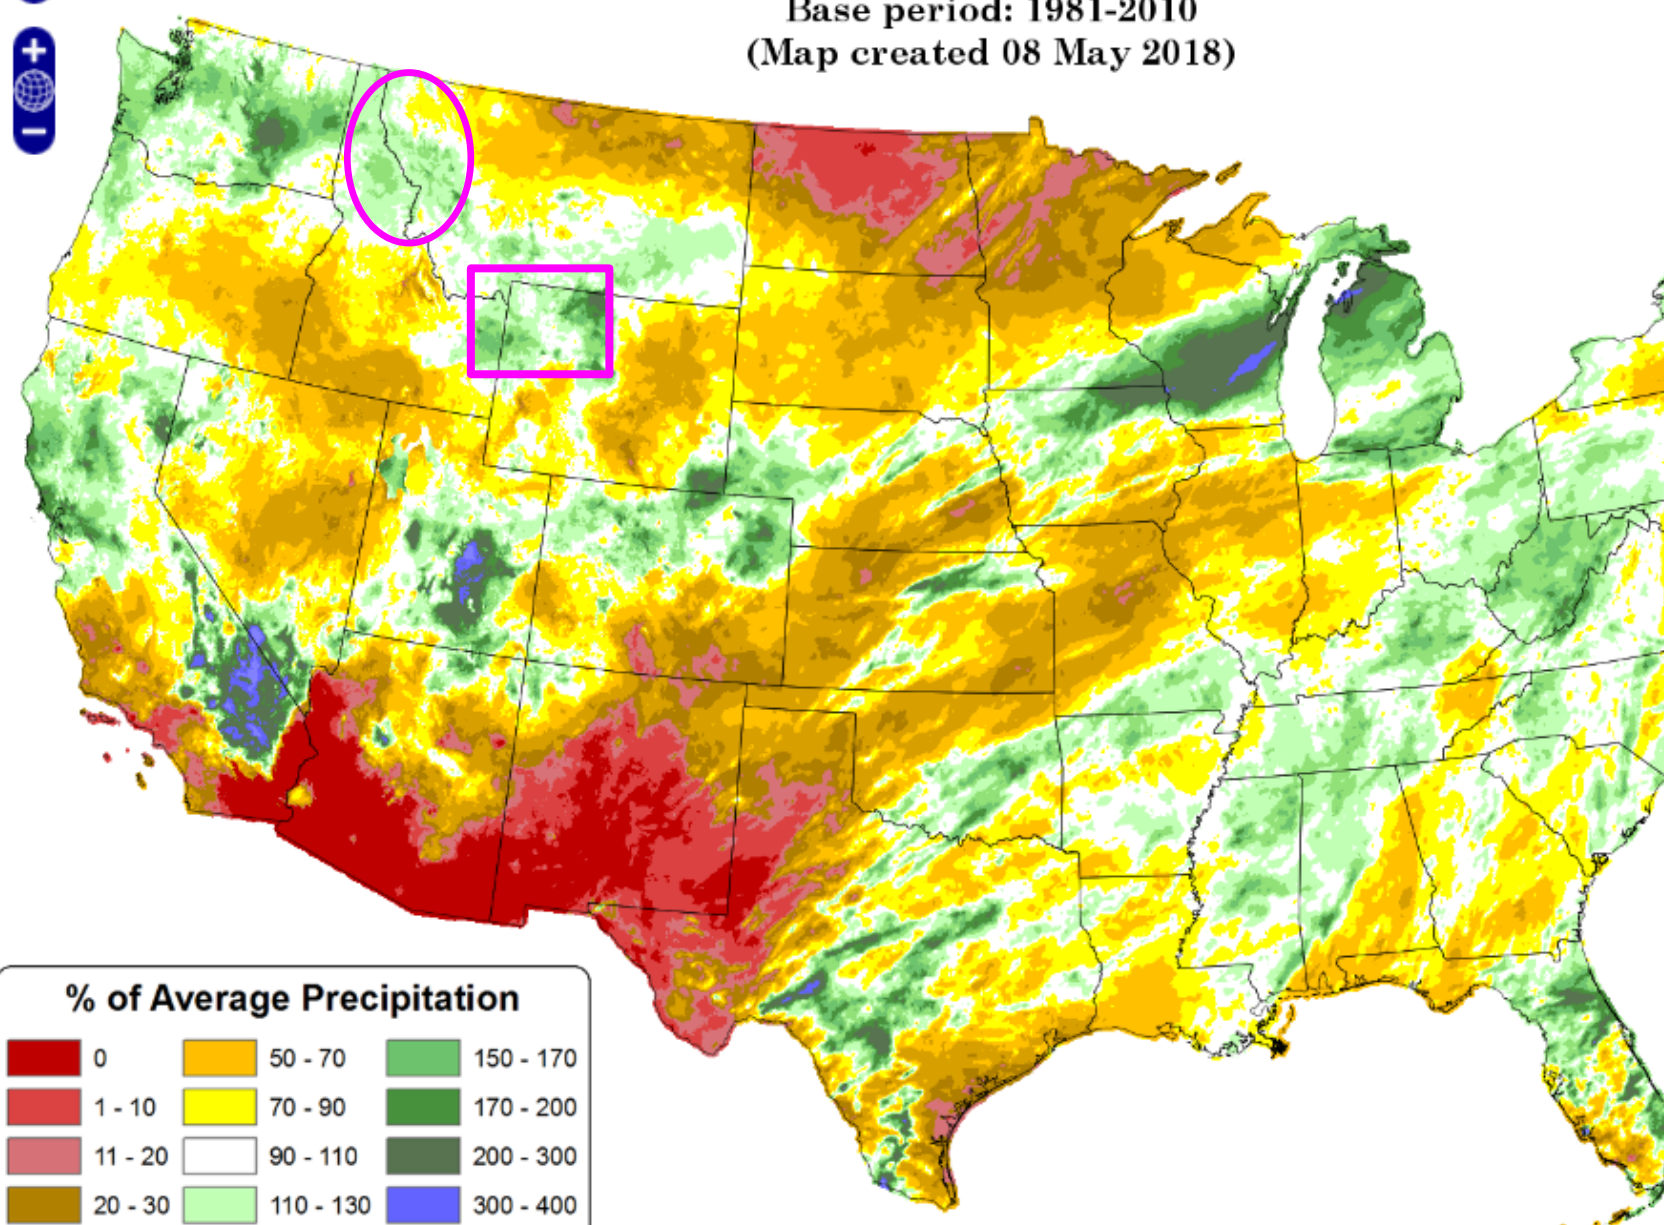 Base period: 1981-2010
(Map created 08 May 2018)
% of Average Precipitation
0
50 - 70
150 - 170
1 - 10
70 - 90
170 - 200
11 - 20
90 - 110
200 - 300
20 - 30
110 - 130
300 - 400